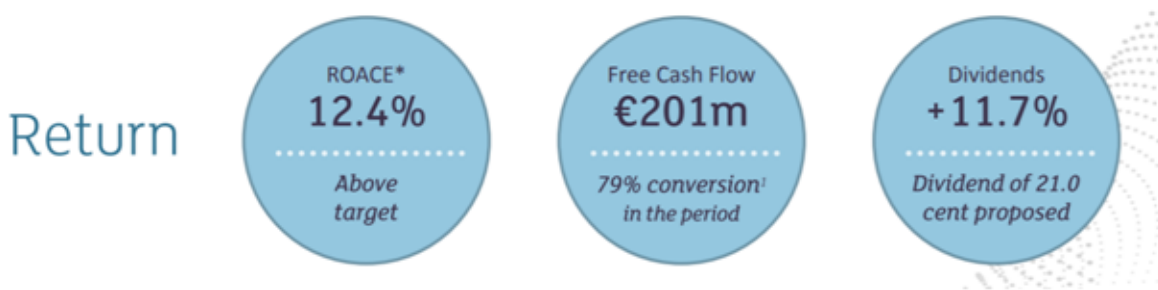 Return
ROACE*
12.4%
Above
target
Free Cash Flow
€201m
79% conversion¹
in the period
Dividends
+11.7%
Dividend of 21.0
cent proposed